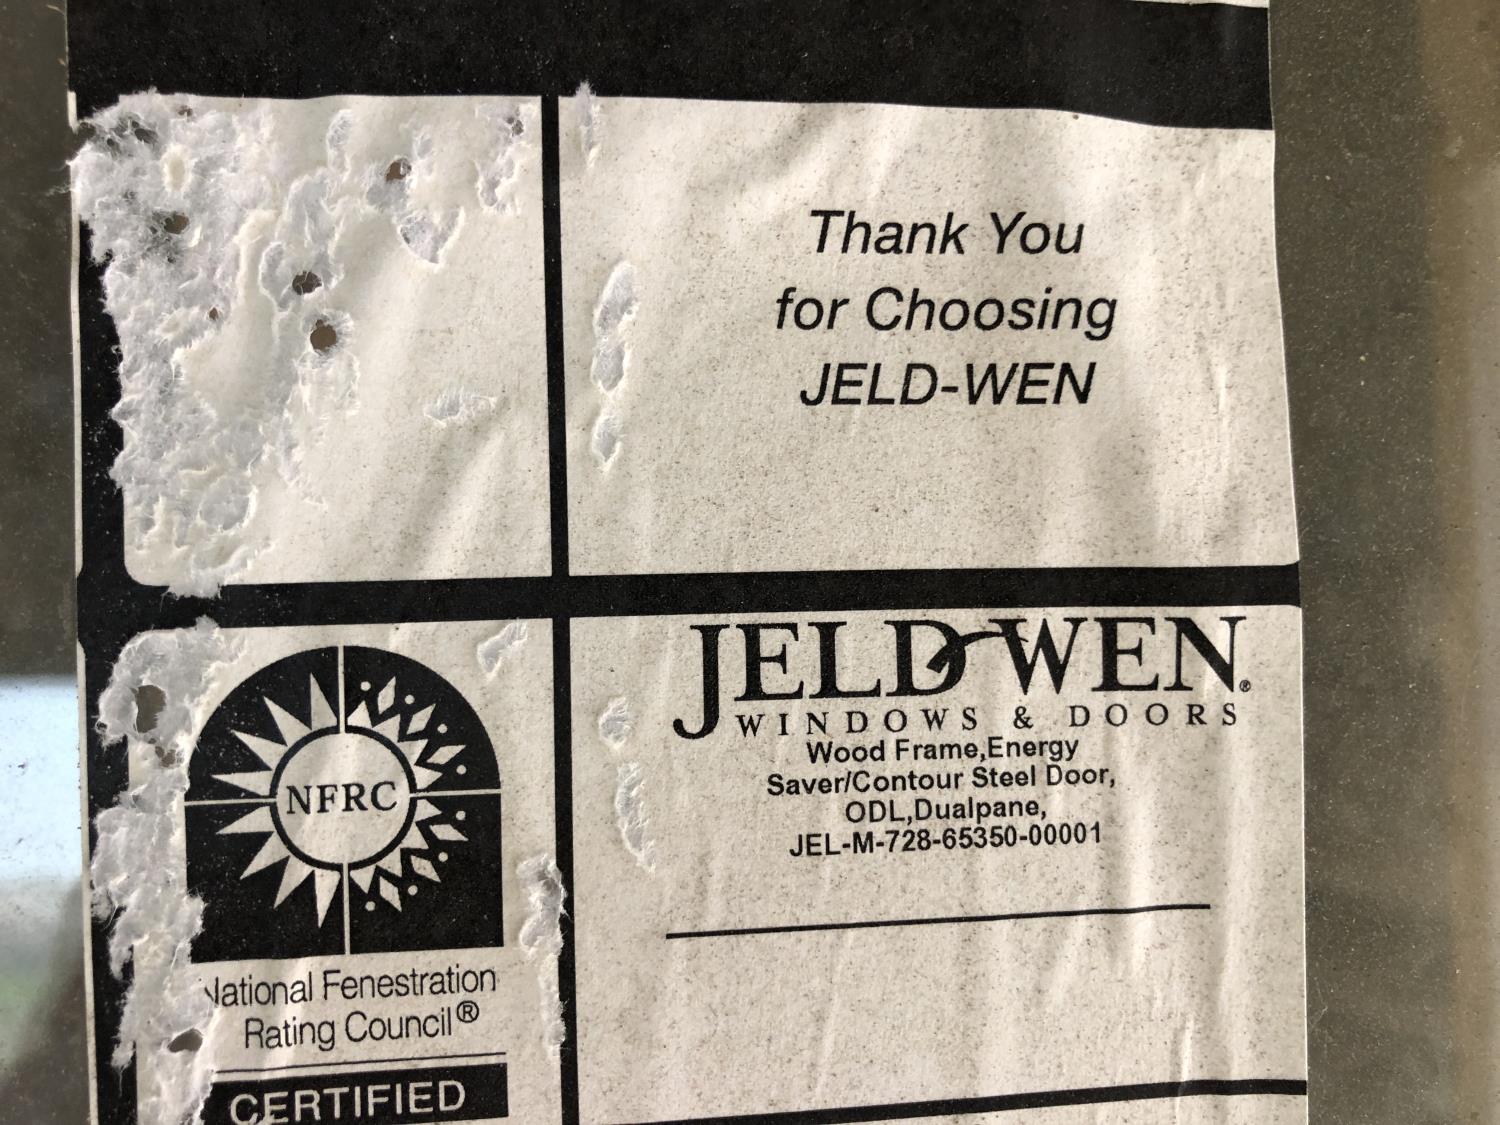 Thank You
for Choosing
JELD-WEN
JELD-WEN®
WINDOWS & DOORS
Wood Frame,Energy
Saver/Contour Steel Door,
ODL,Dualpane,
JEL-M-728-65350-00001
NFRC
National Fenestration
Rating Council®
CERTIFIED